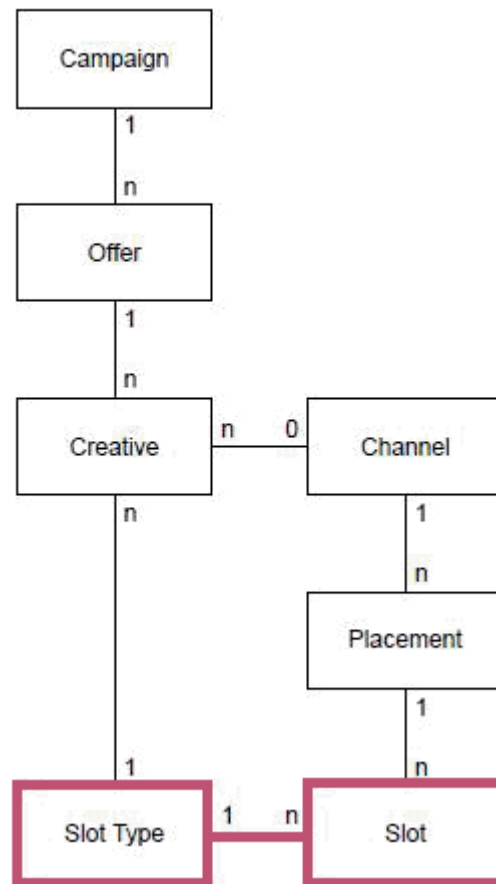 Campaign
1
n
Offer
1
n
Creative
n 0
Channel
n
1
n
Placement
1
n
1
Slot Type
1 n
Slot